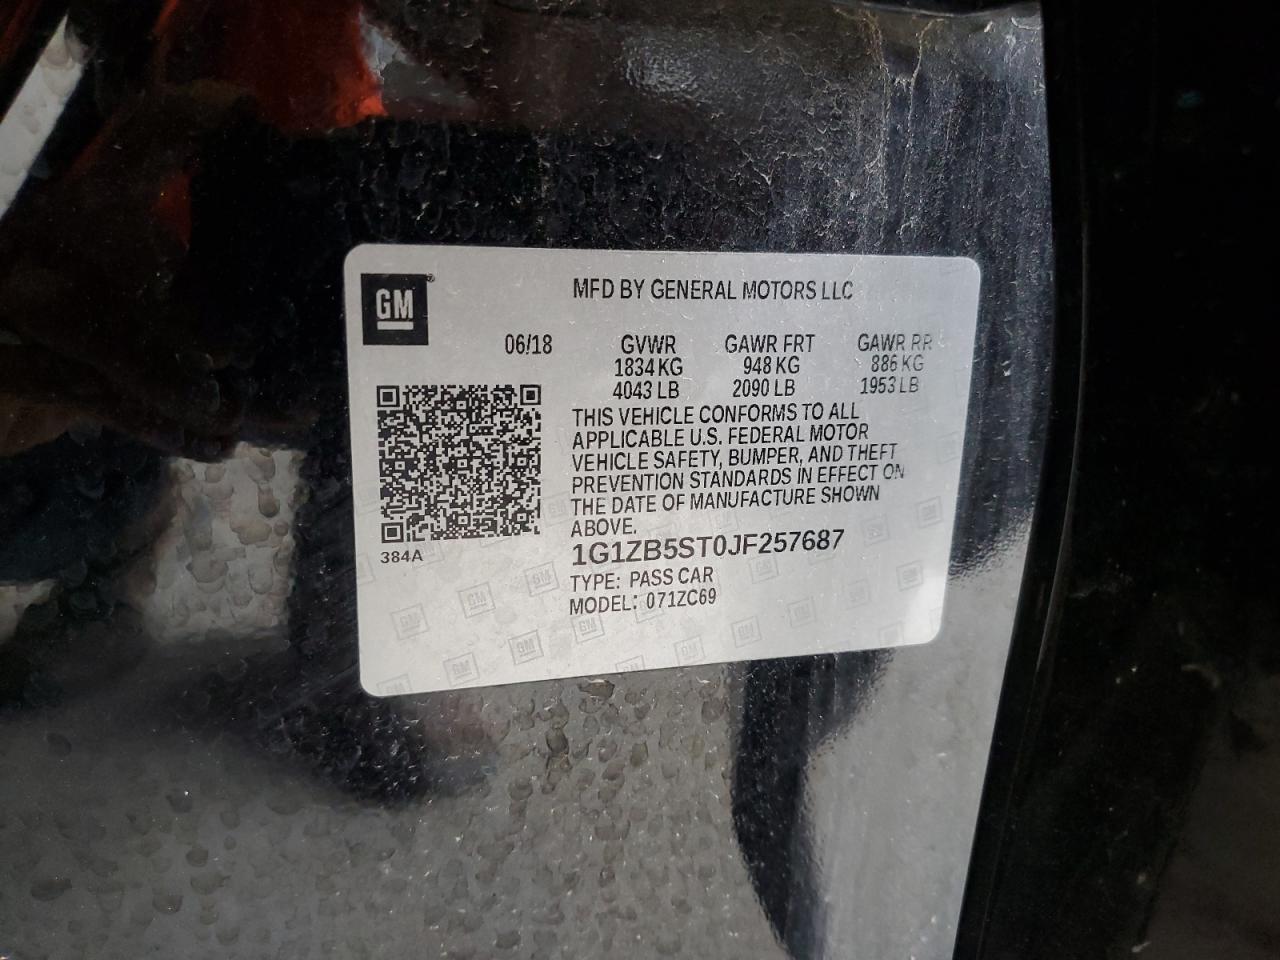 GM
MFD BY GENERAL MOTORS LLC
06/18 GVWR GAWR FRT GAWR RR
1834 KG 948 KG 886 KG
4043 LB 2090 LB 1953 LB
THIS VEHICLE CONFORMS TO ALL
APPLICABLE U.S. FEDERAL MOTOR
VEHICLE SAFETY, BUMPER, AND THEFT
PREVENTION STANDARDS IN EFFECT ON
THE DATE OF MANUFACTURE SHOWN
ABOVE.
384A
1G1ZB5ST0JF257687
TYPE: PASS CAR
MODEL: 071ZC69